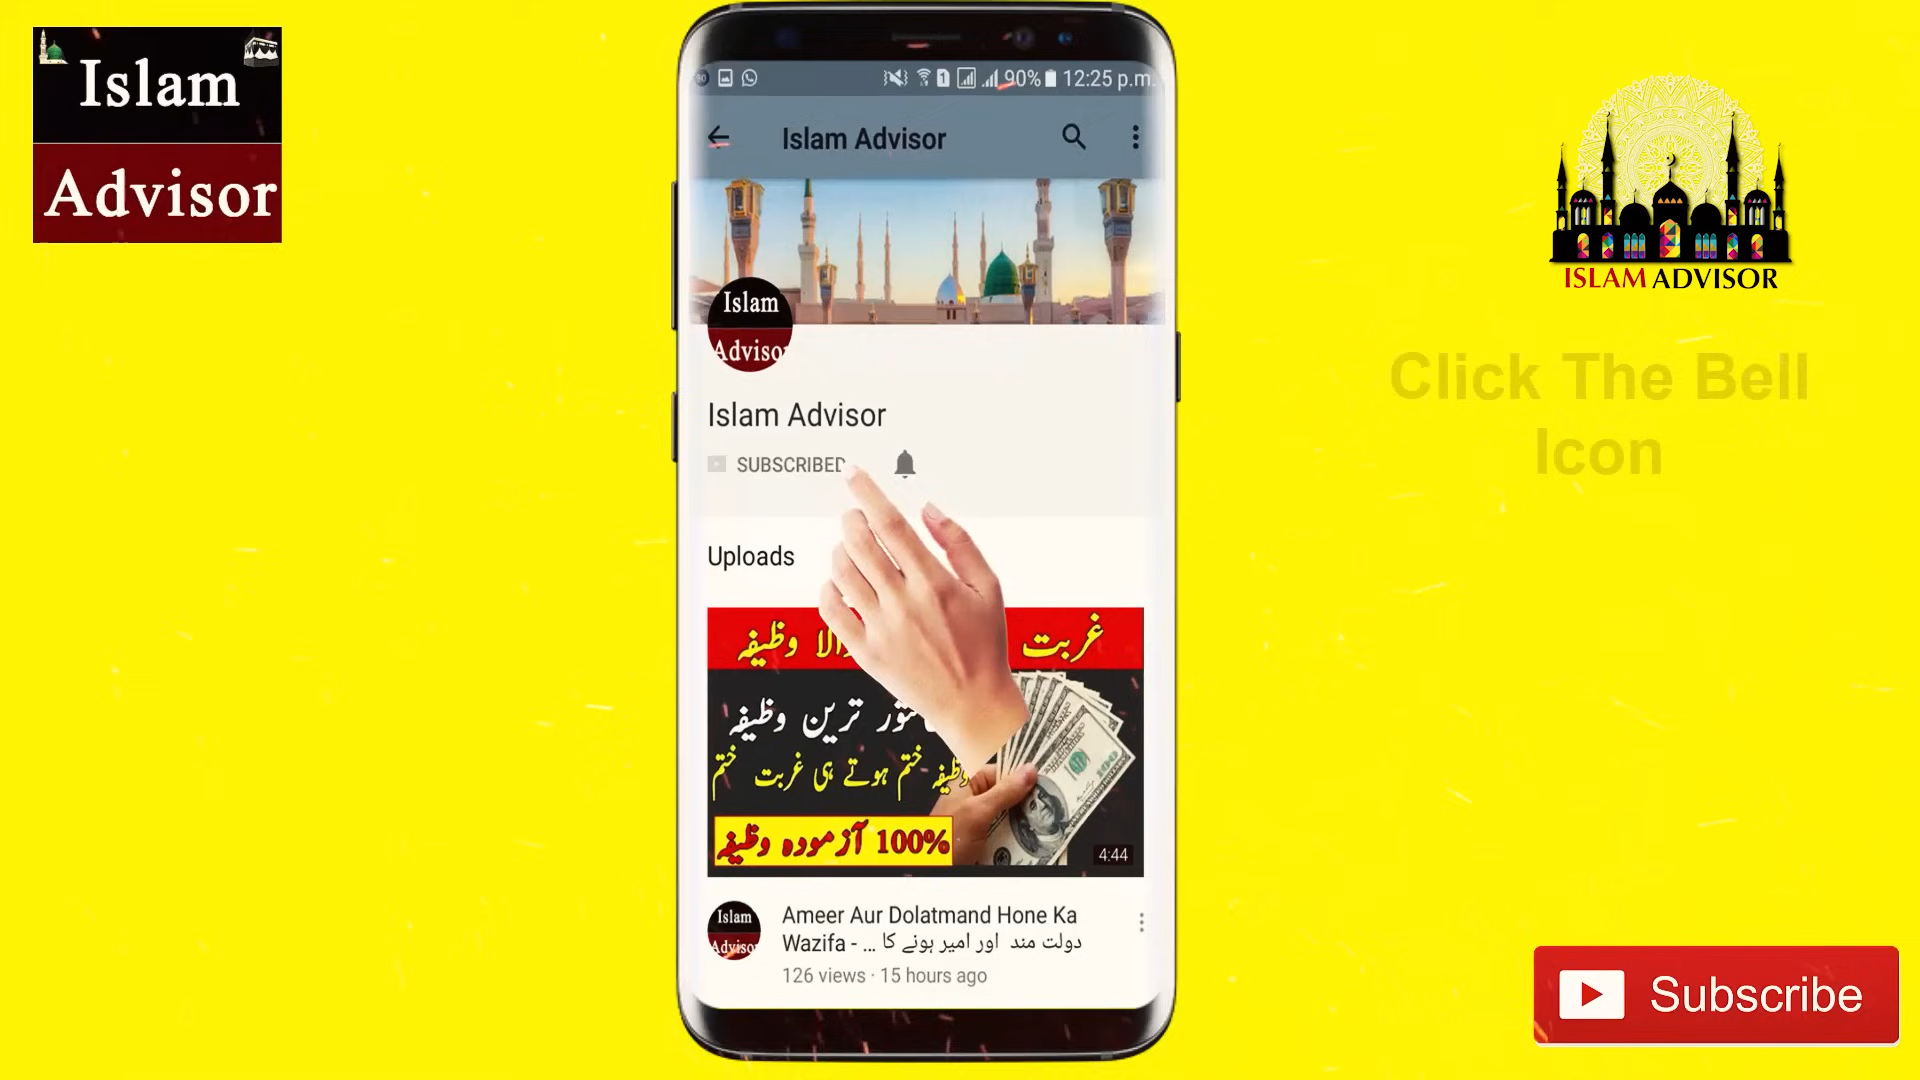 Islam
Advisor
90% 12:25 p.m.
Islam Advisor
Islam
Advisor
Islam Advisor
SUBSCRIBED
Uploads
غربت والا وظیفہ
ترین وظیفہ
وظیفہ ختم ہوتے ہی غربت ختم
100% آزمودہ وظیفہ
4:44
Islam
Advisor
Ameer Aur Dolatmand Hone Ka
Wazifa - ... دولت مند اور امیر ہونے کا
126 views · 15 hours ago
ISLAM ADVISOR
Click The Bell
Icon
Subscribe